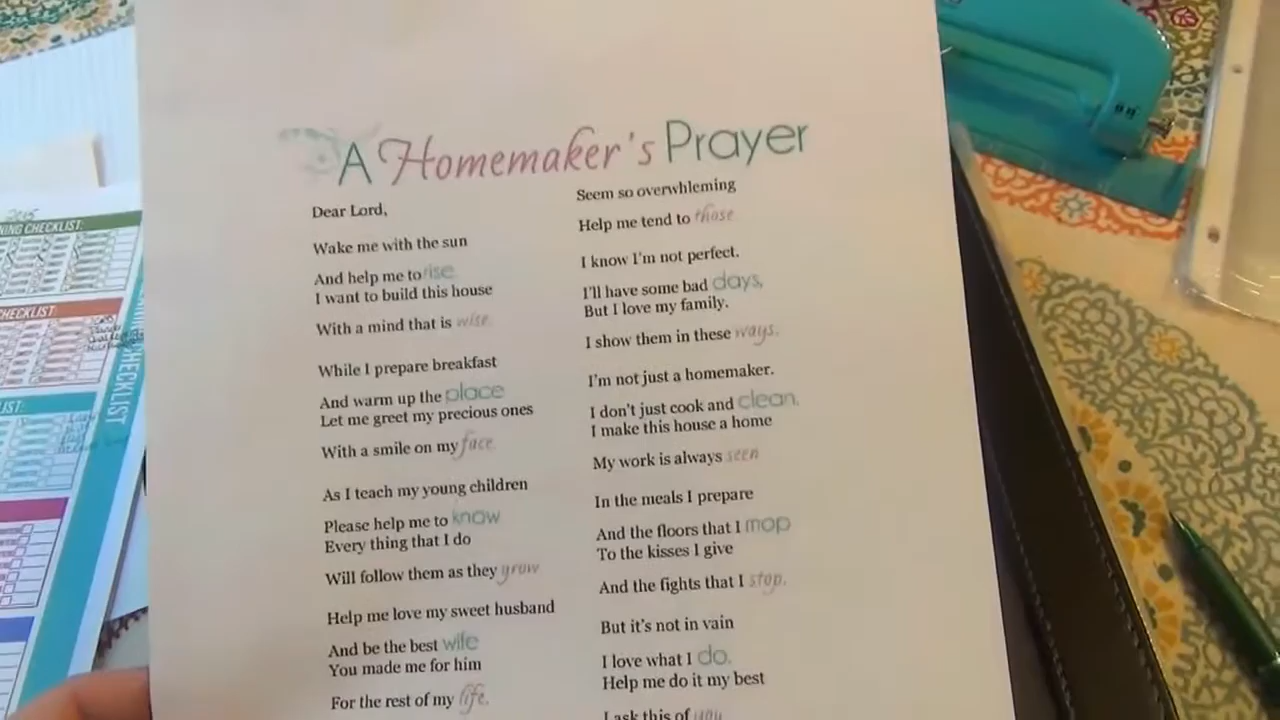 A Homemaker's Prayer
Dear Lord,
Wake me with the sun
And help me to rise
I want to build this house
With a mind that is wise.
While I prepare breakfast
And warm up the place
Let me greet my precious ones
With a smile on my face.
As I teach my young children
Please help me to know
Every thing that I do
Will follow them as they grow.
Help me love my sweet husband
And be the best wife
You made me for him
For the rest of my life.
Seem so overwhleming
Help me tend to those
I know I'm not perfect.
I'll have some bad days,
But I love my family.
I show them in these ways.
I'm not just a homemaker.
I don't just cook and clean.
I make this house a home
My work is always seen
In the meals I prepare
And the floors that I mop
To the kisses I give
And the fights that I stop.
But it's not in vain
I love what I do.
Help me do it my best
I ask this of you
2015
NING CHECKLIST:
HECKLIST:
LIST:
CHECKLIST